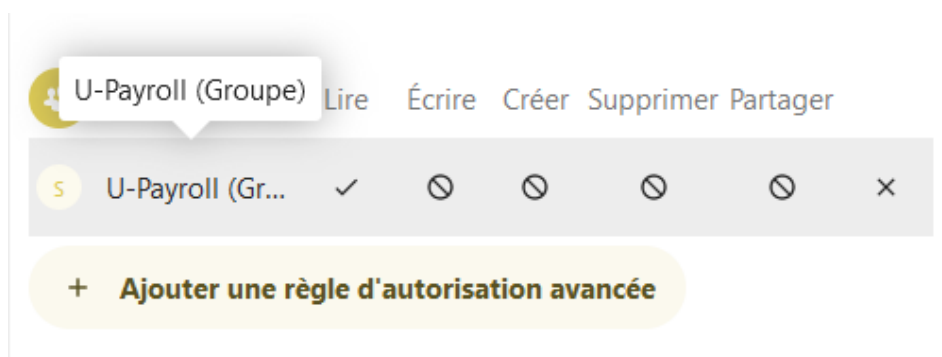 U-Payroll (Groupe)
Lire Écrire Créer Supprimer Partager
S U-Payroll (Gr...
+ Ajouter une règle d'autorisation avancée